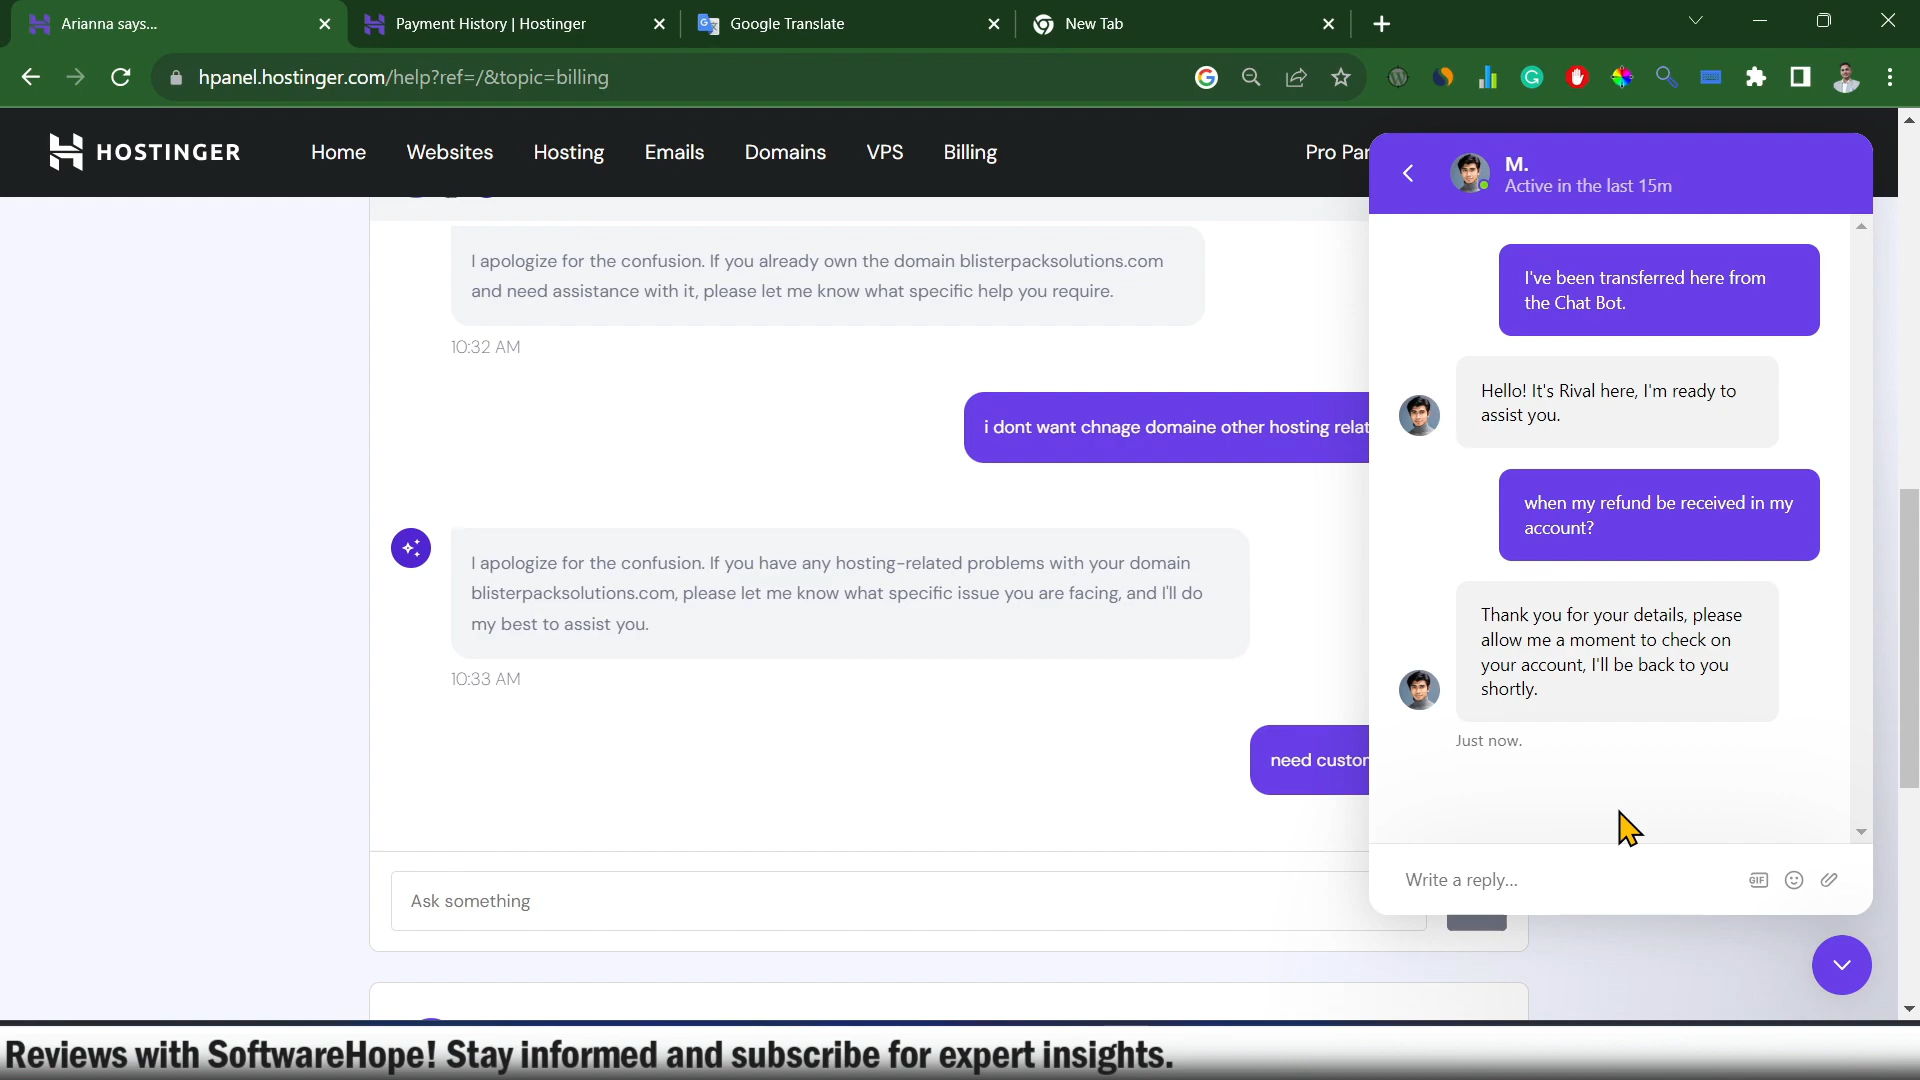 Arianna says...
Payment History | Hostinger
Google Translate
New Tab
hpanel.hostinger.com/help?ref=/&topic=billing
HOSTINGER
Home
Websites
Hosting
Emails
Domains
VPS
Billing
Pro Pan
I apologize for the confusion. If you already own the domain blisterpacksolutions.com
and need assistance with it, please let me know what specific help you require.
10:32 AM
i dont want chnage domaine other hosting relat
I apologize for the confusion. If you have any hosting-related problems with your domain
blisterpacksolutions.com, please let me know what specific issue you are facing, and I'll do
my best to assist you.
10:33 AM
need custom
Ask something
M.
Active in the last 15m
I've been transferred here from
the Chat Bot.
Hello! It's Rival here, I'm ready to
assist you.
when my refund be received in my
account?
Thank you for your details, please
allow me a moment to check on
your account, I'll be back to you
shortly.
Just now.
Write a reply...
GIF
Reviews with SoftwareHope! Stay informed and subscribe for expert insights.